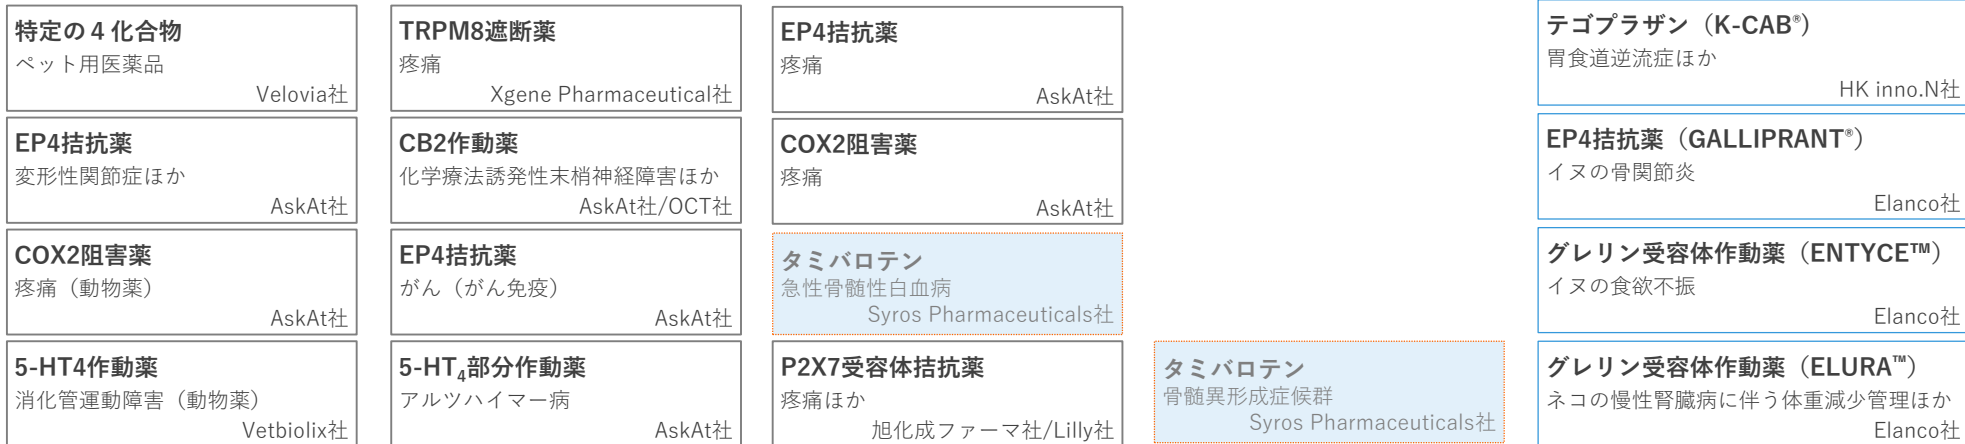 特定の４化合物
ペット用医薬品
Velovia社
EP4拮抗薬
変形性関節症ほか
AskAt社
COX2阻害薬
疼痛（動物薬）
AskAt社
5-HT4作動薬
消化管運動障害（動物薬）
Vetbiolix社
TRPM8遮断薬
疼痛
Xgene Pharmaceutical社
CB2作動薬
化学療法誘発性末梢神経障害ほか
AskAt社/OCT社
EP4拮抗薬
がん（がん免疫）
AskAt社
5-HT₄部分作動薬
アルツハイマー病
AskAt社
EP4拮抗薬
疼痛
AskAt社
COX2阻害薬
疼痛
AskAt社
タミバロテン
急性骨髄性白血病
Syros Pharmaceuticals社
P2X7受容体拮抗薬
疼痛ほか
旭化成ファーマ社/Lilly社
タミバロテン
骨髄異形成症候群
Syros Pharmaceuticals社
テゴプラザン（K-CAB®）
胃食道逆流症ほか
HK inno.N社
EP4拮抗薬（GALLIPRANT®）
イヌの骨関節炎
Elanco社
グレリン受容体作動薬（ENTYCE™）
イヌの食欲不振
Elanco社
グレリン受容体作動薬（ELURA™）
ネコの慢性腎臓病に伴う体重減少管理ほか
Elanco社